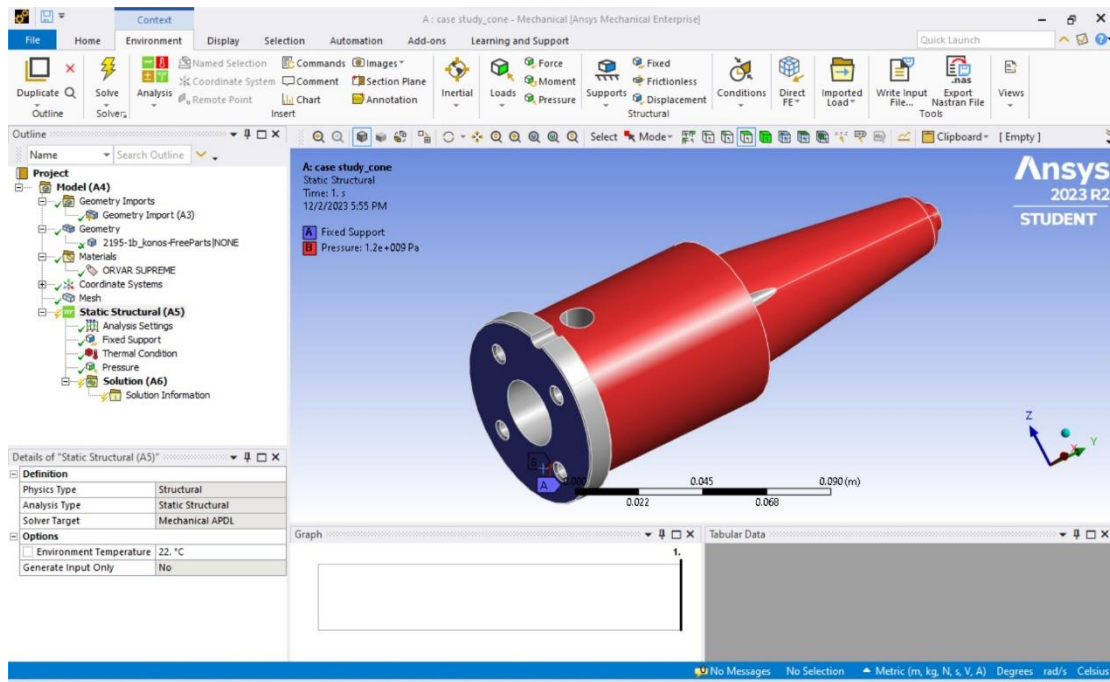 Context
A : case study_cone - Mechanical [Ansys Mechanical Enterprise]
File Home Environment Display Selection Automation Add-ons Learning and Support
Quick Launch
Duplicate
Outline
Solve
Solvers
Analysis
Named Selection
Coordinate System
Remote Point
Commands
Comment
Chart
Images
Section Plane
Annotation
Insert
Inertial
Loads
Force
Moment
Pressure
Supports
Fixed
Frictionless
Displacement
Structural
Conditions
Direct
FE
Imported
Load
Write Input
File...
.nas
Export
Nastran File
Tools
Views
Outline
Name Search Outline
Select Mode Clipboard [ Empty ]
Project
Model (A4)
Geometry Imports
Geometry Import (A3)
Geometry
2195-1b_konos-FreeParts|NONE
Materials
ORVAR SUPREME
Coordinate Systems
Mesh
Static Structural (A5)
Analysis Settings
Fixed Support
Thermal Condition
Pressure
Solution (A6)
Solution Information
A: case study_cone
Static Structural
Time: 1. s
12/2/2023 5:55 PM
A Fixed Support
B Pressure: 1.2e+009 Pa
Ansys
2023 R2
STUDENT
B
A
0.000 0.045 0.090 (m)
0.022 0.068
Z
Y
X
Details of "Static Structural (A5)"
Definition
Physics Type Structural
Analysis Type Static Structural
Solver Target Mechanical APDL
Options
Environment Temperature 22. °C
Generate Input Only No
Graph
1.
Tabular Data
No Messages No Selection Metric (m, kg, N, s, V, A) Degrees rad/s Celsius